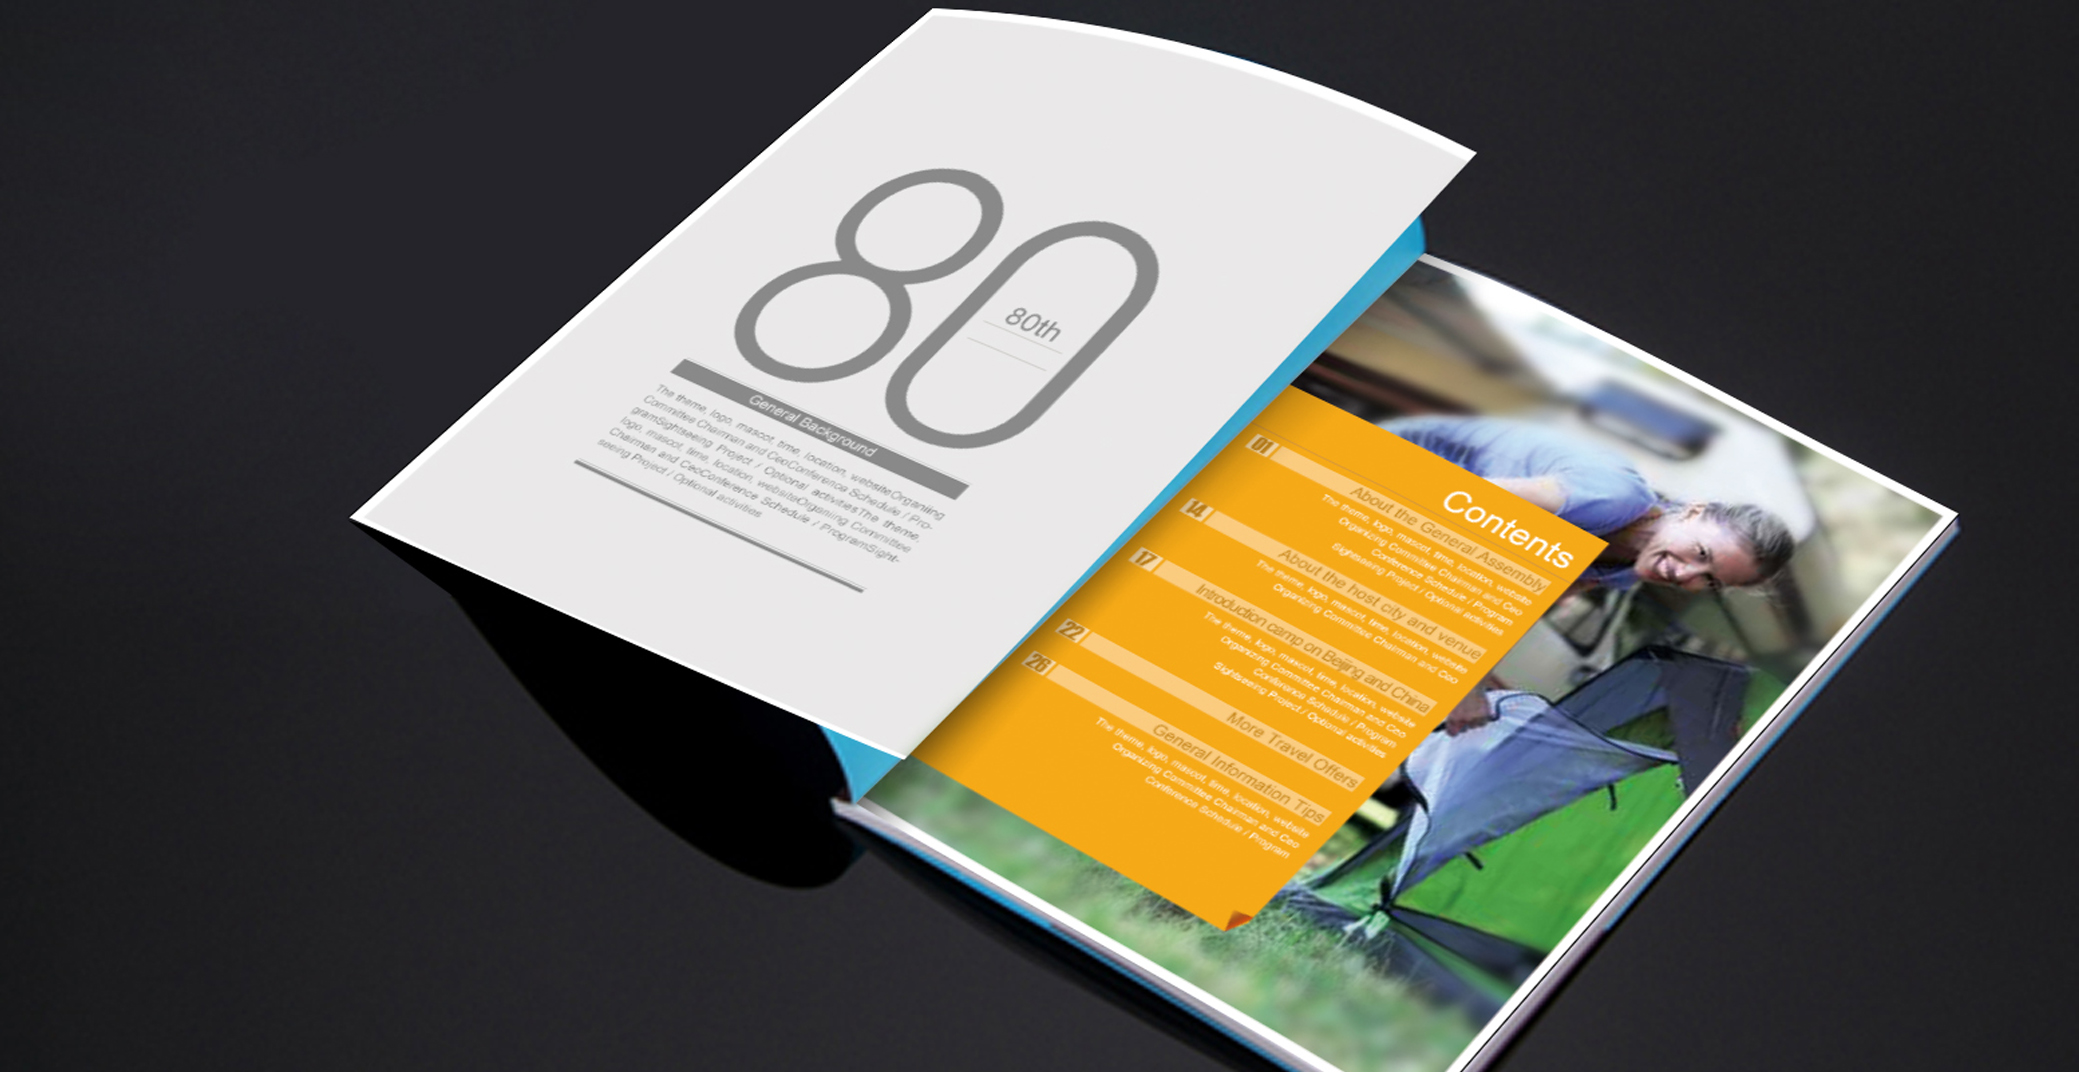 80
80th
General Background
The theme, logo, mascot, time, location, websiteOrganiing
Committee Chairman and CeoConference Schedule / Pro-
gramSightseeing Project / Optional activitiesThe theme,
logo, mascot, time, location, websiteOrganiing Committee
Chairman and CeoConference Schedule / ProgramSight-
seeing Project / Optional activities
Contents
01
About the General Assembly
The theme, logo, mascot, time, location, website
Organizing Committee Chairman and Ceo
Conference Schedule / Program
Sightseeing Project / Optional activities
14
About the host city and venue
The theme, logo, mascot, time, location, website
Organizing Committee Chairman and Ceo
17
Introduction camp on Beijing and China
The theme, logo, mascot, time, location, website
Organizing Committee Chairman and Ceo
Conference Schedule / Program
Sightseeing Project / Optional activities
22
More Travel Offers
26
General Information Tips
The theme, logo, mascot, time, location, website
Organizing Committee Chairman and Ceo
Conference Schedule / Program